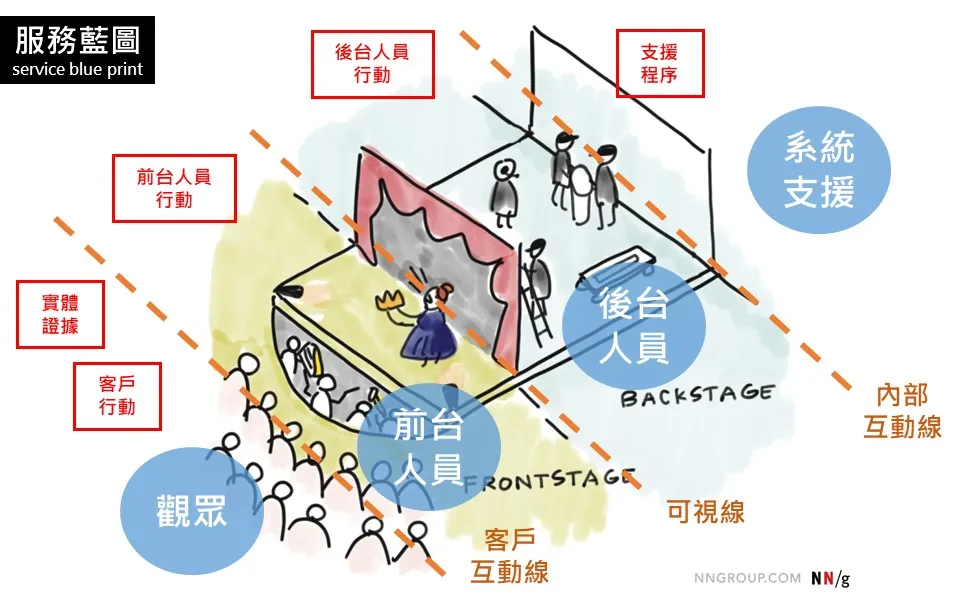 服務藍圖
service blue print
後台人員
行動
支援
程序
系統
支援
前台人員
行動
實體
證據
後台
人員
客戶
行動
BACKSTAGE
內部
互動線
前台
人員
FRONTSTAGE
觀眾
可視線
客戶
互動線
NNGROUP.COM NN/g